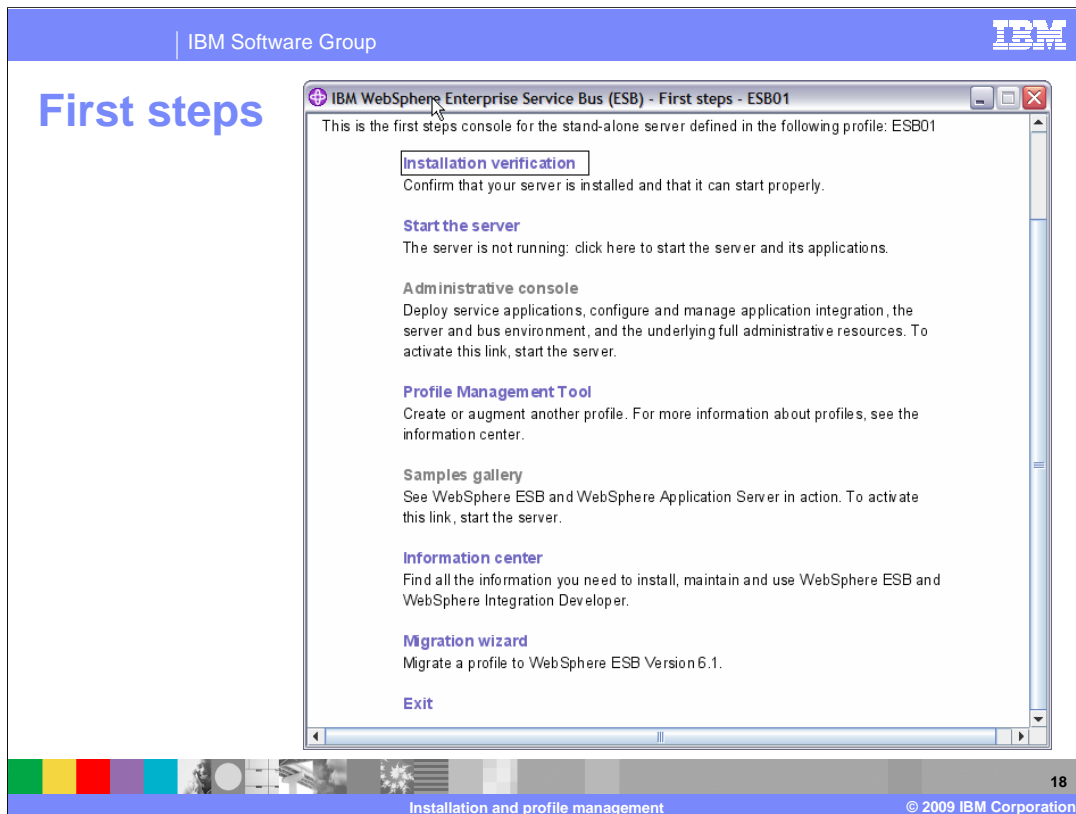 IBM Software Group
IBM
First steps
IBM WebSphere Enterprise Service Bus (ESB) - First steps - ESB01
This is the first steps console for the stand-alone server defined in the following profile: ESB01
Installation verification
Confirm that your server is installed and that it can start properly.
Start the server
The server is not running: click here to start the server and its applications.
Administrative console
Deploy service applications, configure and manage application integration, the
server and bus environment, and the underlying full administrative resources. To
activate this link, start the server.
Profile Management Tool
Create or augment another profile. For more information about profiles, see the
information center.
Samples gallery
See WebSphere ESB and WebSphere Application Server in action. To activate
this link, start the server.
Information center
Find all the information you need to install, maintain and use WebSphere ESB and
WebSphere Integration Developer.
Migration wizard
Migrate a profile to WebSphere ESB Version 6.1.
Exit
18
Installation and profile management
© 2009 IBM Corporation